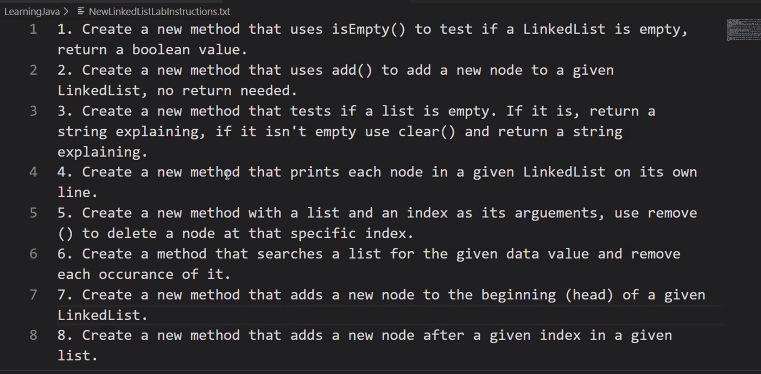 LearningJava > NewLinkedListLabInstructions.txt
1 1. Create a new method that uses isEmpty() to test if a LinkedList is empty,
return a boolean value.
2 2. Create a new method that uses add() to add a new node to a given
LinkedList, no return needed.
3 3. Create a new method that tests if a list is empty. If it is, return a
string explaining, if it isn't empty use clear() and return a string
explaining.
4 4. Create a new method that prints each node in a given LinkedList on its own
line.
5 5. Create a new method with a list and an index as its arguements, use remove
() to delete a node at that specific index.
6 6. Create a method that searches a list for the given data value and remove
each occurance of it.
7 7. Create a new method that adds a new node to the beginning (head) of a given
LinkedList.
8 8. Create a new method that adds a new node after a given index in a given
list.